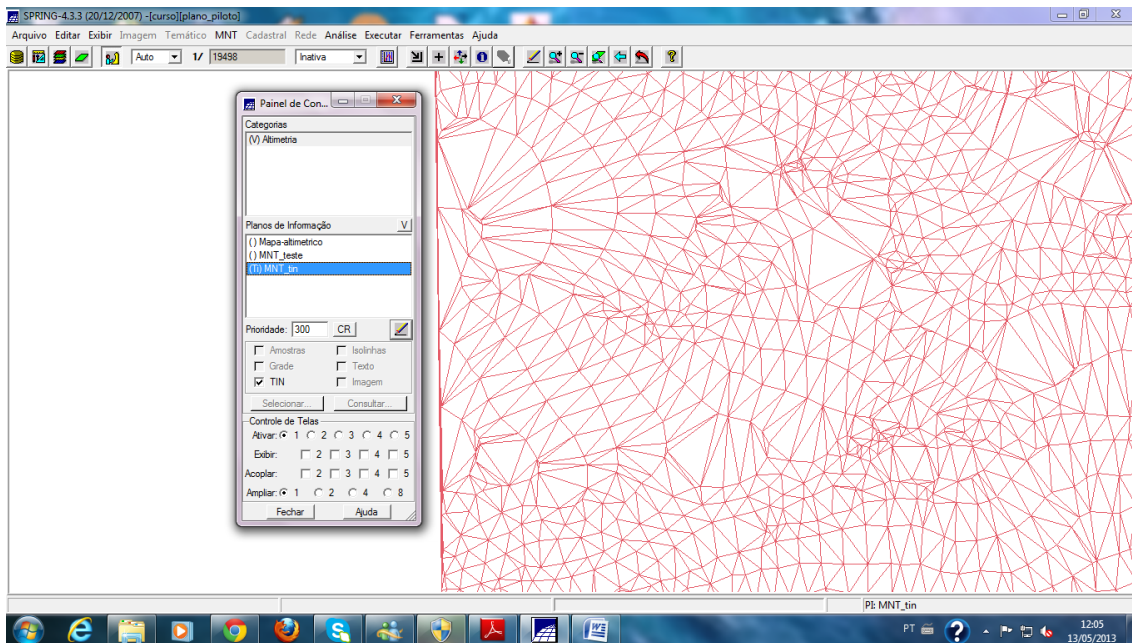 SPRING-4.3.3 (20/12/2007) -[curso][plano_piloto]
Arquivo Editar Exibir Imagem Temático MNT Cadastral Rede Análise Executar Ferramentas Ajuda
Auto 1/ 19498 Inativa
Painel de Con...
Categorias
(V) Altimetria
Planos de Informação V
() Mapa-altimetrico
() MNT_teste
(Ti) MNT_tin
Prioridade: 300 CR
Amostras Isolinhas
Grade Texto
TIN Imagem
Selecionar... Consultar...
Controle de Telas
Ativar: 1 2 3 4 5
Exibir: 2 3 4 5
Acoplar: 2 3 4 5
Ampliar: 1 2 4 8
Fechar Ajuda
PI: MNT_tin
PT 12:05
13/05/2013